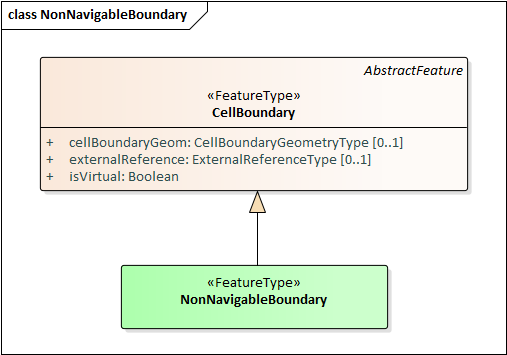 class NonNavigableBoundary
AbstractFeature
«FeatureType»
CellBoundary
+ cellBoundaryGeom: CellBoundaryGeometryType [0..1]
+ externalReference: ExternalReferenceType [0..1]
+ isVirtual: Boolean
«FeatureType»
NonNavigableBoundary